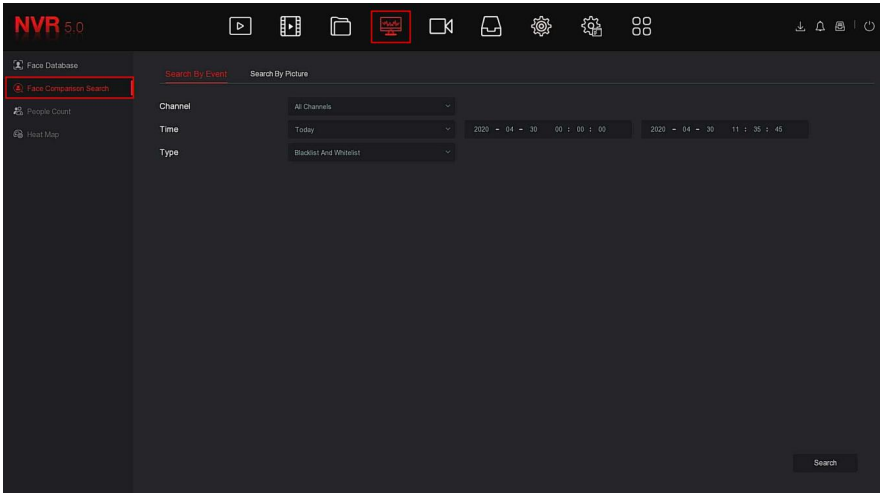 NVR 5.0
Face Database
Face Comparison Search
People Count
Heat Map
Search By Event Search By Picture
Channel All Channels
Time Today 2020 - 04 - 30 00 : 00 : 00 2020 - 04 - 30 11 : 35 : 45
Type Blacklist And Whitelist
Search